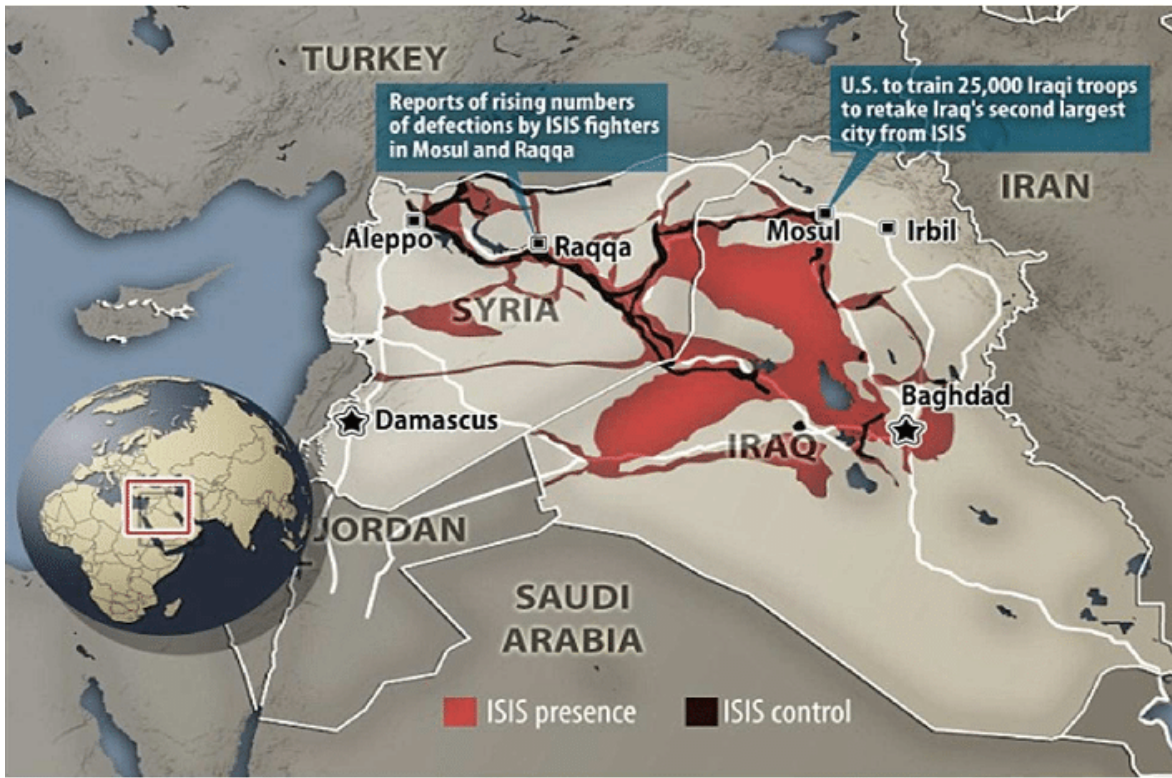 TURKEY
Reports of rising numbers
of defections by ISIS fighters
in Mosul and Raqqa
U.S. to train 25,000 Iraqi troops
to retake Iraq's second largest
city from ISIS
IRAN
Aleppo
Raqqa
Mosul
Irbil
SYRIA
Damascus
Baghdad
IRAQ
JORDAN
SAUDI
ARABIA
ISIS presence
ISIS control